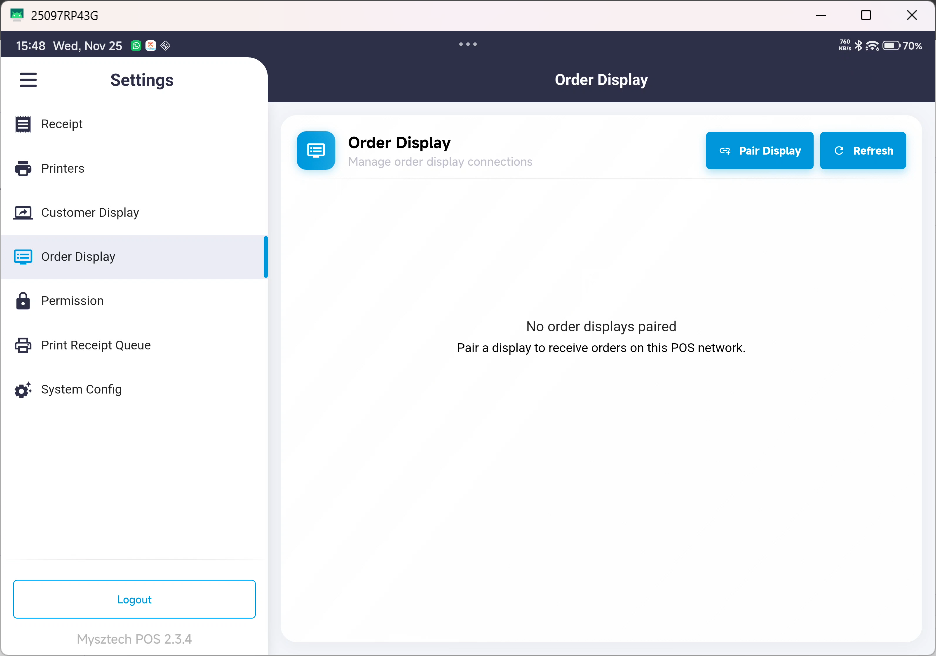 25097RP43G
15:48 Wed, Nov 25
760 KB/s
70%
Settings
Order Display
Receipt
Printers
Customer Display
Order Display
Permission
Print Receipt Queue
System Config
Logout
Mysztech POS 2.3.4
Order Display
Manage order display connections
Pair Display
Refresh
No order displays paired
Pair a display to receive orders on this POS network.